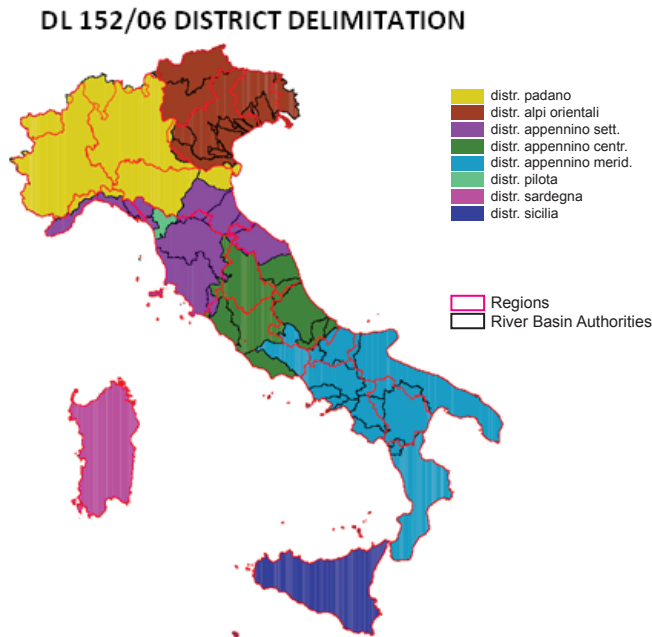 DL 152/06 DISTRICT DELIMITATION
distr. padano
distr. alpi orientali
distr. appennino sett.
distr. appennino centr.
distr. appennino merid.
distr. pilota
distr. sardegna
distr. sicilia
Regions
River Basin Authorities